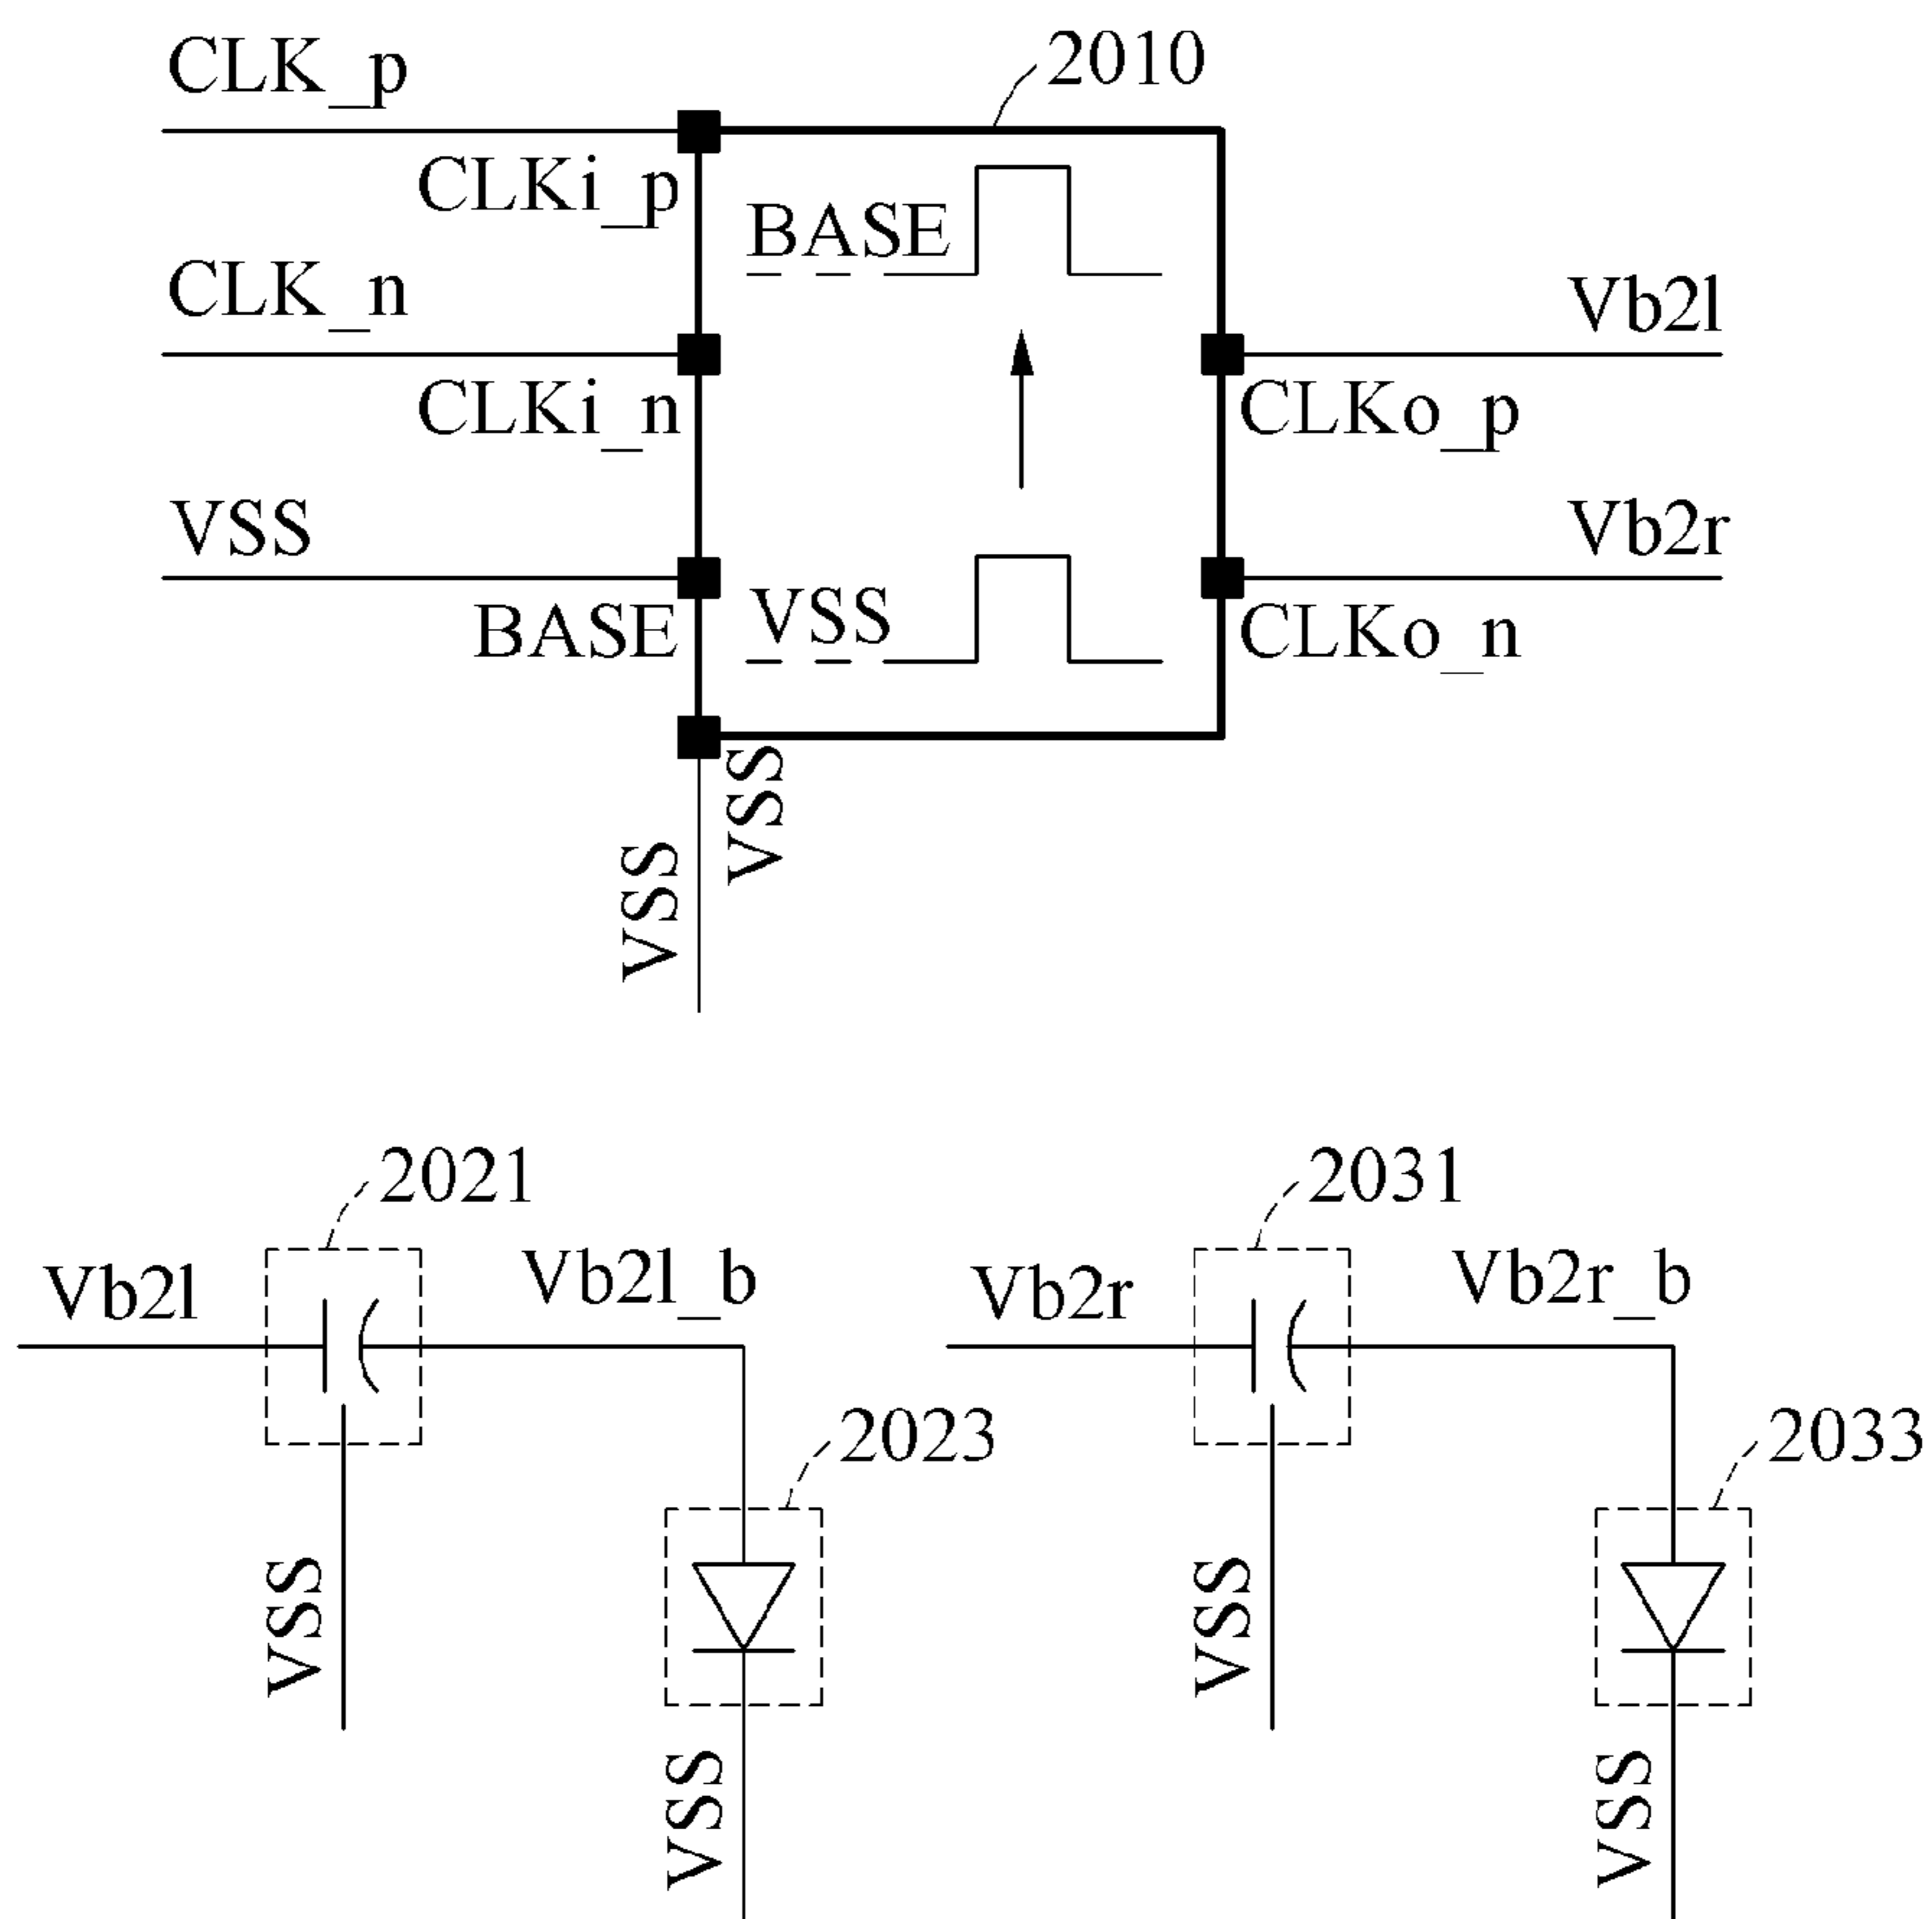 CLK_p
2010
CLKi_p
BASE
CLK_n
Vb2l
CLKi_n
CLKo_p
VSS
Vb2r
VSS
BASE
CLKo_n
VSS
VSS
2021
2031
Vb2l
Vb2l_b
Vb2r
Vb2r_b
2023
2033
VSS
VSS
VSS
VSS